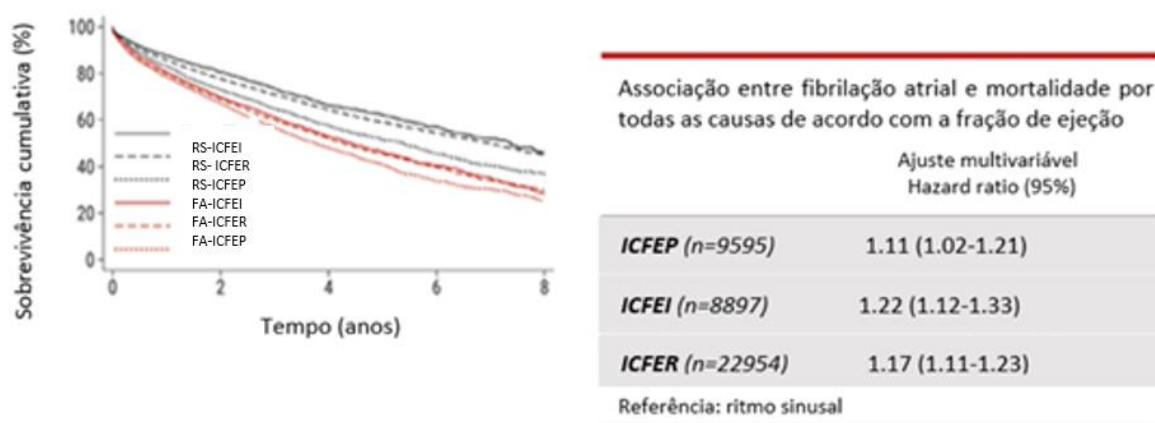 Sobrevivência cumulativa (%)
100
80
60
40
20
0
RS-ICFEI
RS- ICFER
RS-ICFEP
FA-ICFEI
FA-ICFER
FA-ICFEP
0 2 4 6 8
Tempo (anos)
Associação entre fibrilação atrial e mortalidade por
todas as causas de acordo com a fração de ejeção
Ajuste multivariável
Hazard ratio (95%)
ICFEP (n=9595) 1.11 (1.02-1.21)
ICFEI (n=8897) 1.22 (1.12-1.33)
ICFER (n=22954) 1.17 (1.11-1.23)
Referência: ritmo sinusal